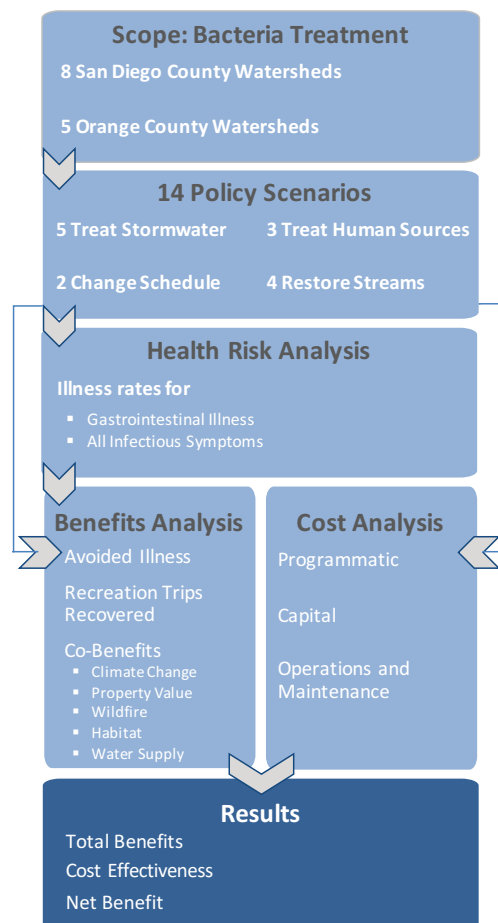 Scope: Bacteria Treatment
8 San Diego County Watersheds
5 Orange County Watersheds
14 Policy Scenarios
5 Treat Stormwater 3 Treat Human Sources
2 Change Schedule 4 Restore Streams
Health Risk Analysis
Illness rates for
▪ Gastrointestinal Illness
▪ All Infectious Symptoms
Benefits Analysis
Avoided Illness
Recreation Trips
Recovered
Co-Benefits
▪ Climate Change
▪ Property Value
▪ Wildfire
▪ Habitat
▪ Water Supply
Cost Analysis
Programmatic
Capital
Operations and
Maintenance
Results
Total Benefits
Cost Effectiveness
Net Benefit